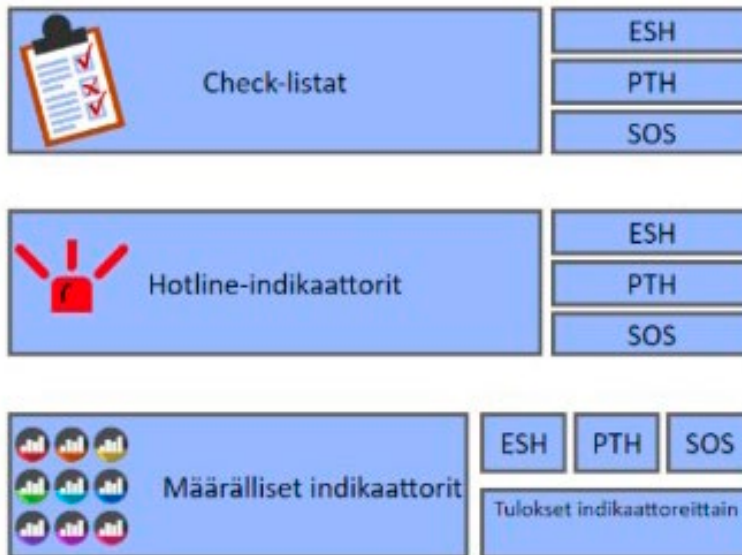 Check-listat
ESH
PTH
SOS
Hotline-indikaattorit
ESH
PTH
SOS
Määrälliset indikaattorit
ESH PTH SOS
Tulokset indikaattoreittain